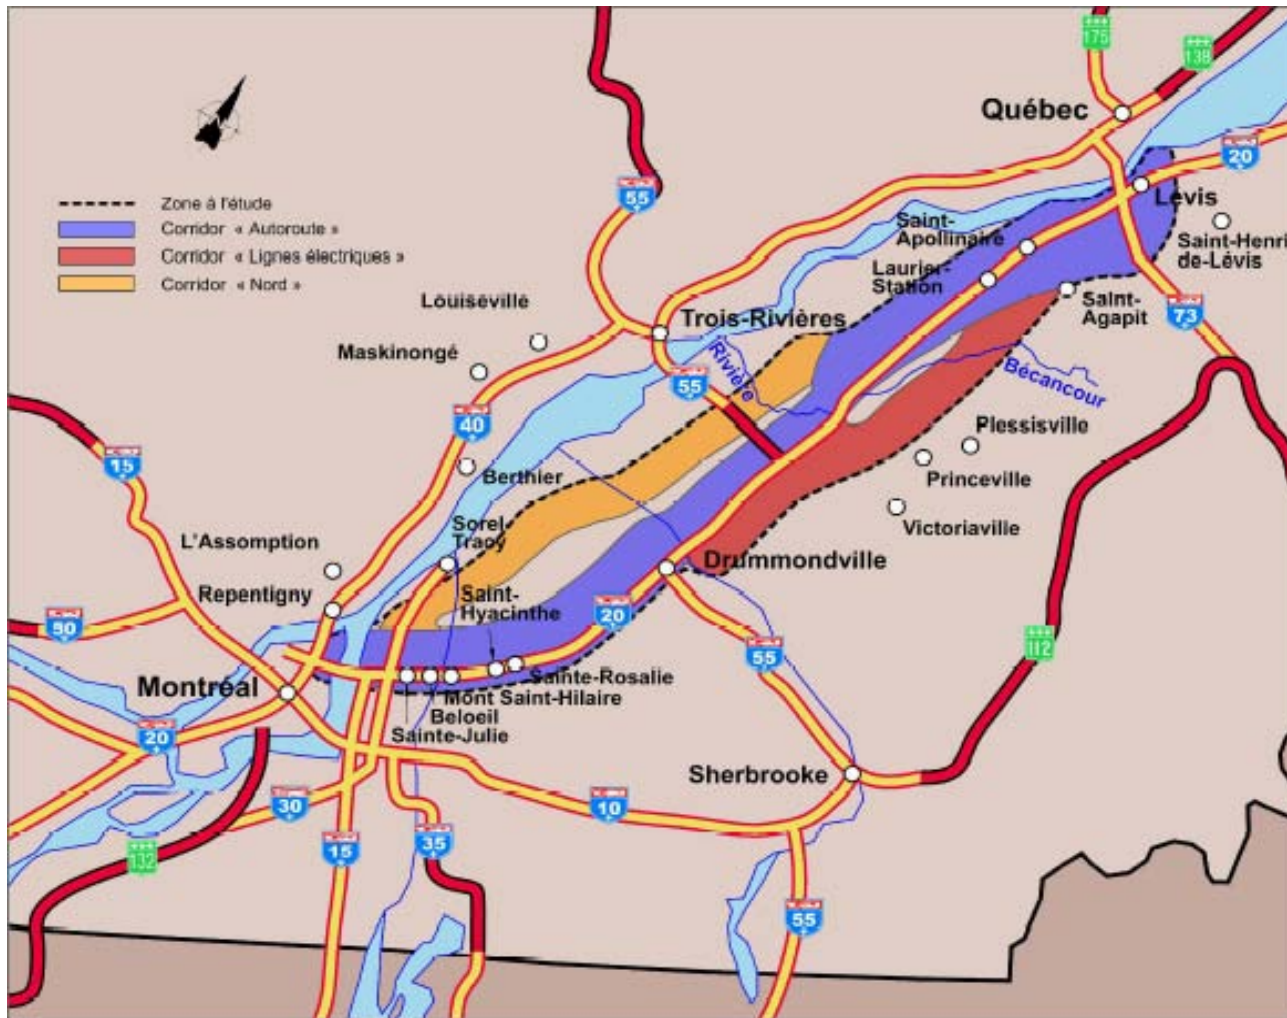 175
138
Québec
20
55
Zone à l'étude
Corridor « Autoroute »
Corridor « Lignes électriques »
Corridor « Nord »
Lévis
Saint-
Apollinaire
Saint-Henri
de-Lévis
Laurier-
Station
Saint-
Agapit
Louiseville
Trois-Rivières
73
Maskinongé
Rivière
Bécancour
55
40
Plessisville
15
Berthier
Princeville
Victoriaville
Sorel
Tracy
L'Assomption
Drummondville
Repentigny
Saint-
Hyacinthe
20
55
112
Sainte-Rosalie
Montréal
Mont Saint-Hilaire
Beloeil
Sainte-Julie
20
Sherbrooke
30
10
132
15
35
55